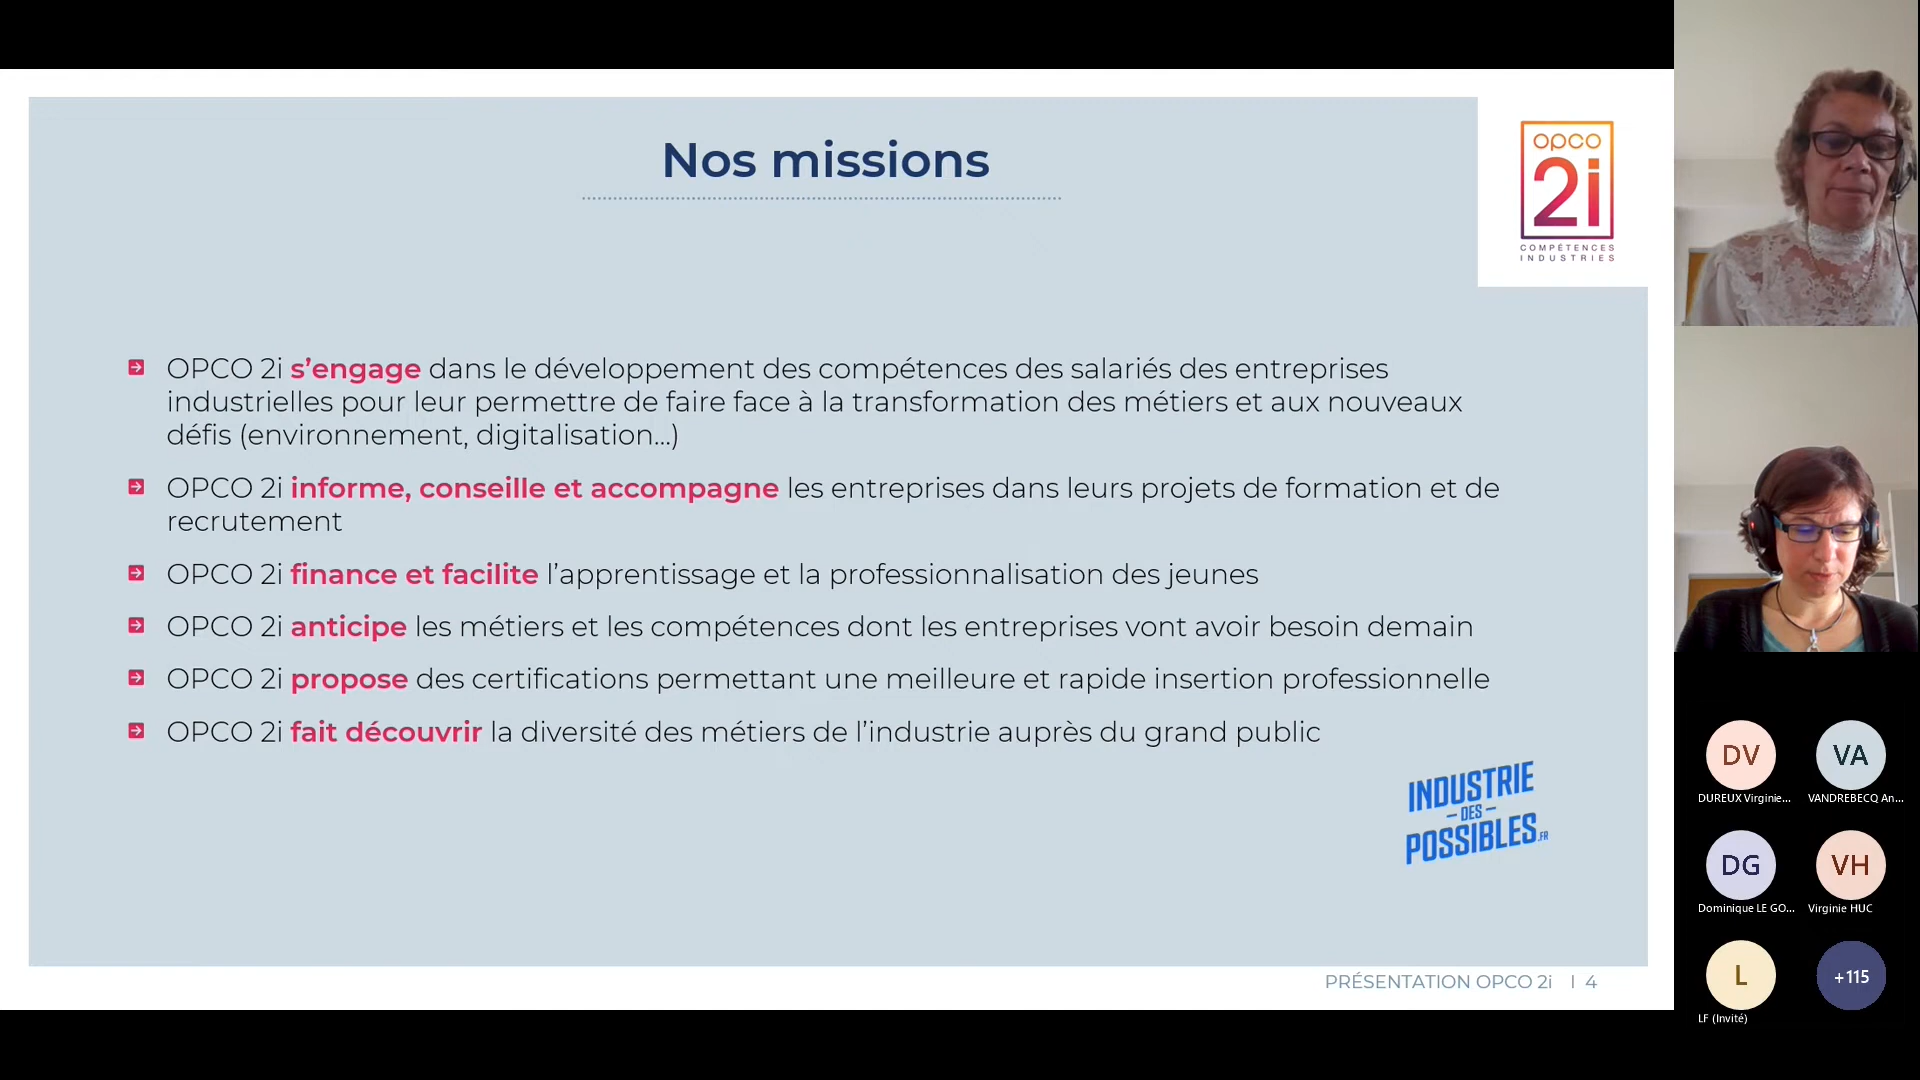 Nos missions
opco
2i
COMPÉTENCES
INDUSTRIES
OPCO 2i s’engage dans le développement des compétences des salariés des entreprises
industrielles pour leur permettre de faire face à la transformation des métiers et aux nouveaux
défis (environnement, digitalisation…)
OPCO 2i informe, conseille et accompagne les entreprises dans leurs projets de formation et de
recrutement
OPCO 2i finance et facilite l’apprentissage et la professionnalisation des jeunes
OPCO 2i anticipe les métiers et les compétences dont les entreprises vont avoir besoin demain
OPCO 2i propose des certifications permettant une meilleure et rapide insertion professionnelle
OPCO 2i fait découvrir la diversité des métiers de l’industrie auprès du grand public
INDUSTRIE
– DES –
POSSIBLES.FR
PRÉSENTATION OPCO 2i I 4
DV
DUREUX Virginie...
VA
VANDREBECQ An...
DG
Dominique LE GO...
VH
Virginie HUC
L
LF (Invité)
+115